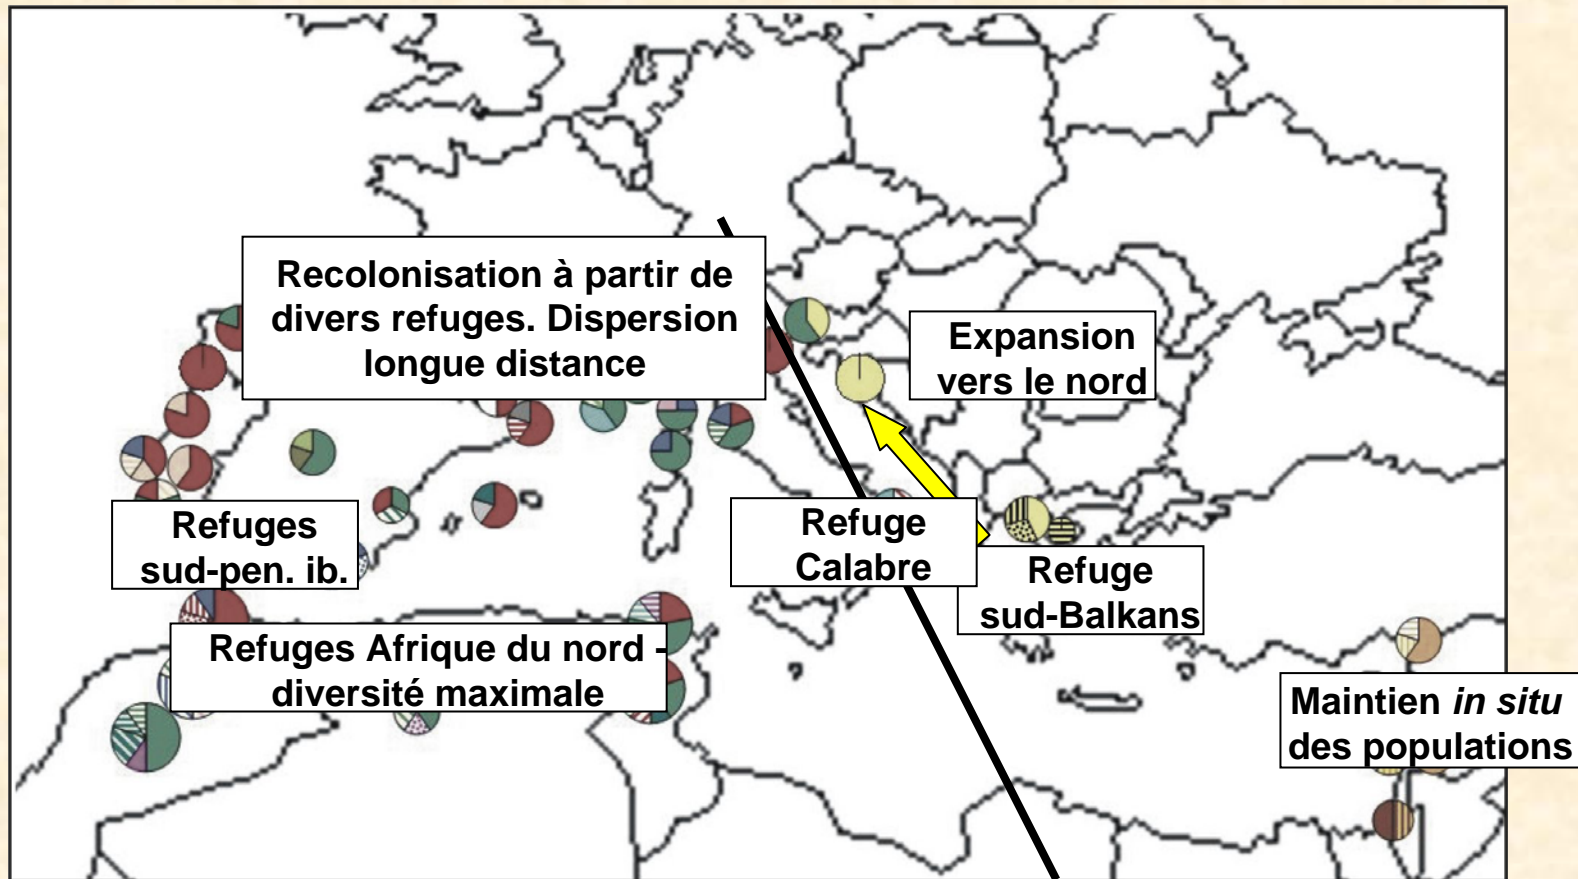 Recolonisation à partir de
divers refuges. Dispersion
longue distance
Expansion
vers le nord
Refuges
sud-pen. ib.
Refuge
Calabre
Refuge
sud-Balkans
Refuges Afrique du nord -
diversité maximale
Maintien in situ
des populations